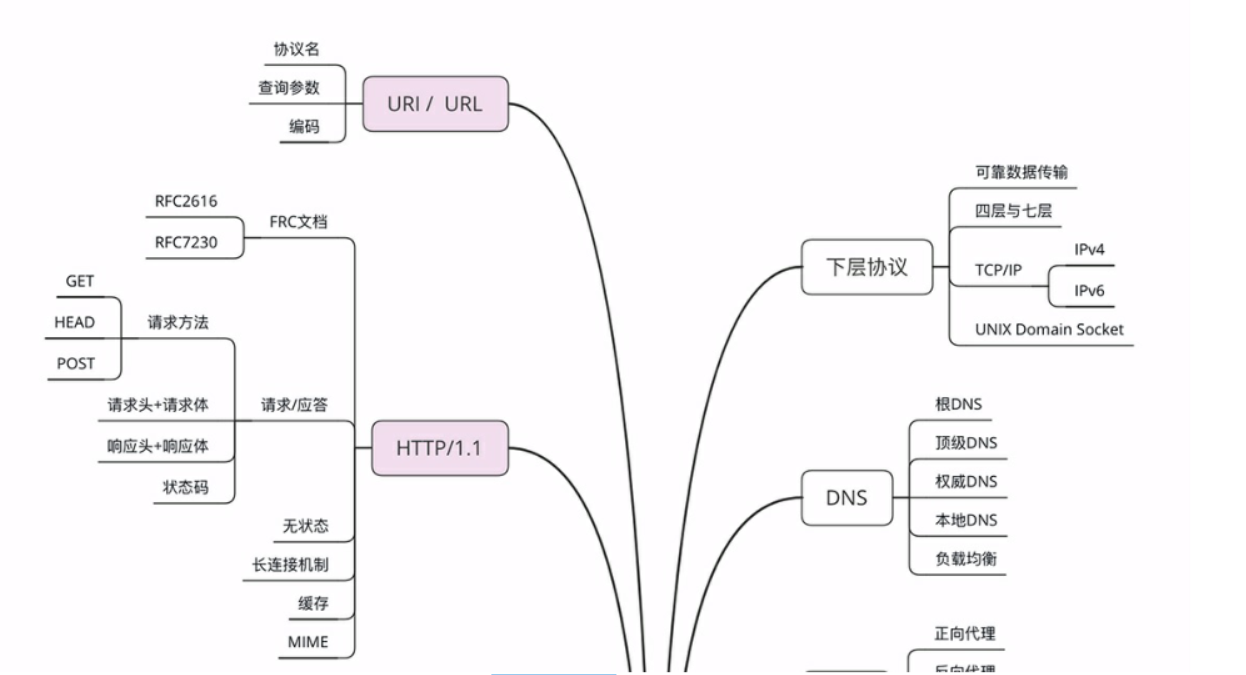 协议名
查询参数
编码
URI / URL
RFC2616
RFC7230
FRC文档
GET
HEAD
POST
请求方法
请求头+请求体
响应头+响应体
状态码
请求/应答
HTTP/1.1
无状态
长连接机制
缓存
MIME
可靠数据传输
四层与七层
下层协议
TCP/IP
IPv4
IPv6
UNIX Domain Socket
根DNS
顶级DNS
权威DNS
DNS
本地DNS
负载均衡
正向代理
反向代理